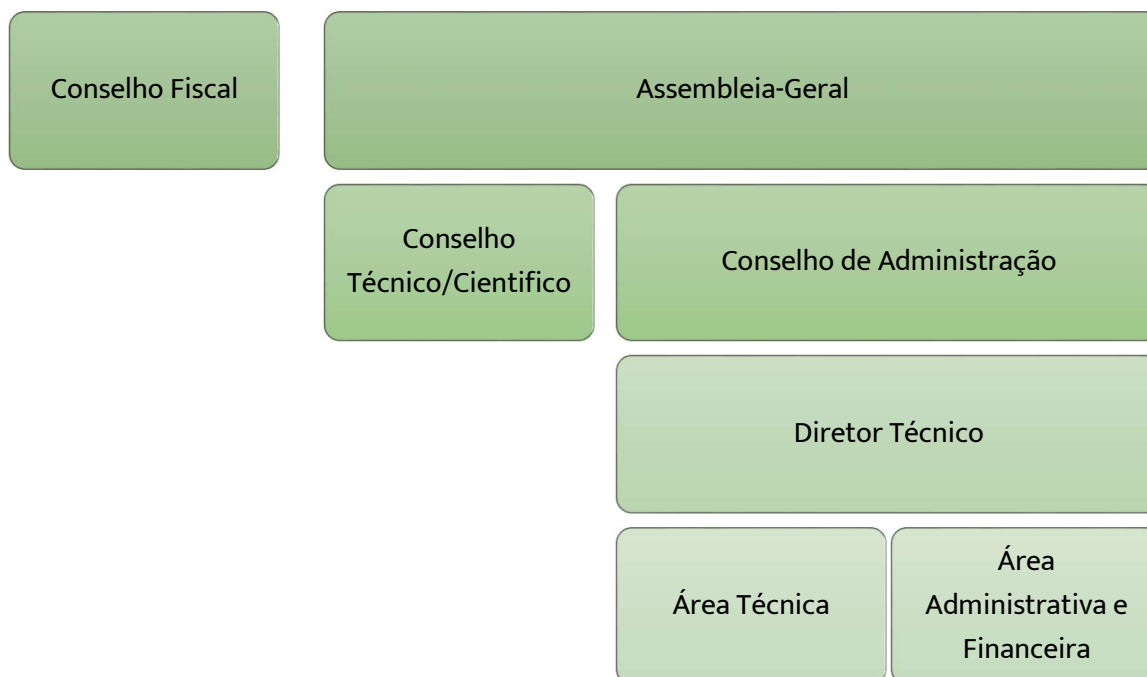 Conselho Fiscal
Assembleia-Geral
Conselho
Técnico/Cientifico
Conselho de Administração
Diretor Técnico
Área Técnica
Área
Administrativa e
Financeira